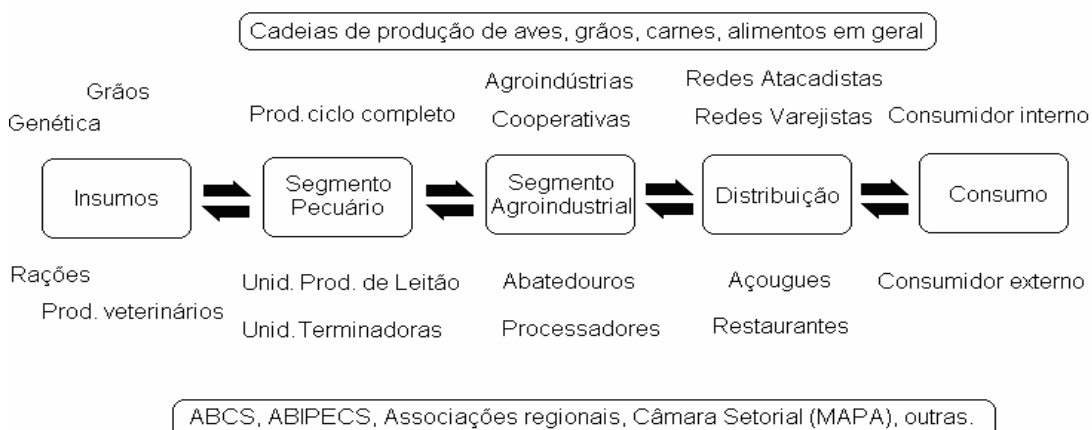 Cadeias de produção de aves, grãos, carnes, alimentos em geral
Grãos
Genética
Prod.ciclo completo
Agroindústrias
Cooperativas
Redes Atacadistas
Redes Varejistas
Consumidor interno
Insumos
Segmento
Pecuário
Segmento
Agroindustrial
Distribuição
Consumo
Rações
Prod. veterinários
Unid. Prod. de Leitão
Unid.Terminadoras
Abatedouros
Processadores
Açougues
Restaurantes
Consumidor externo
ABCS, ABIPECS, Associações regionais, Câmara Setorial (MAPA), outras.